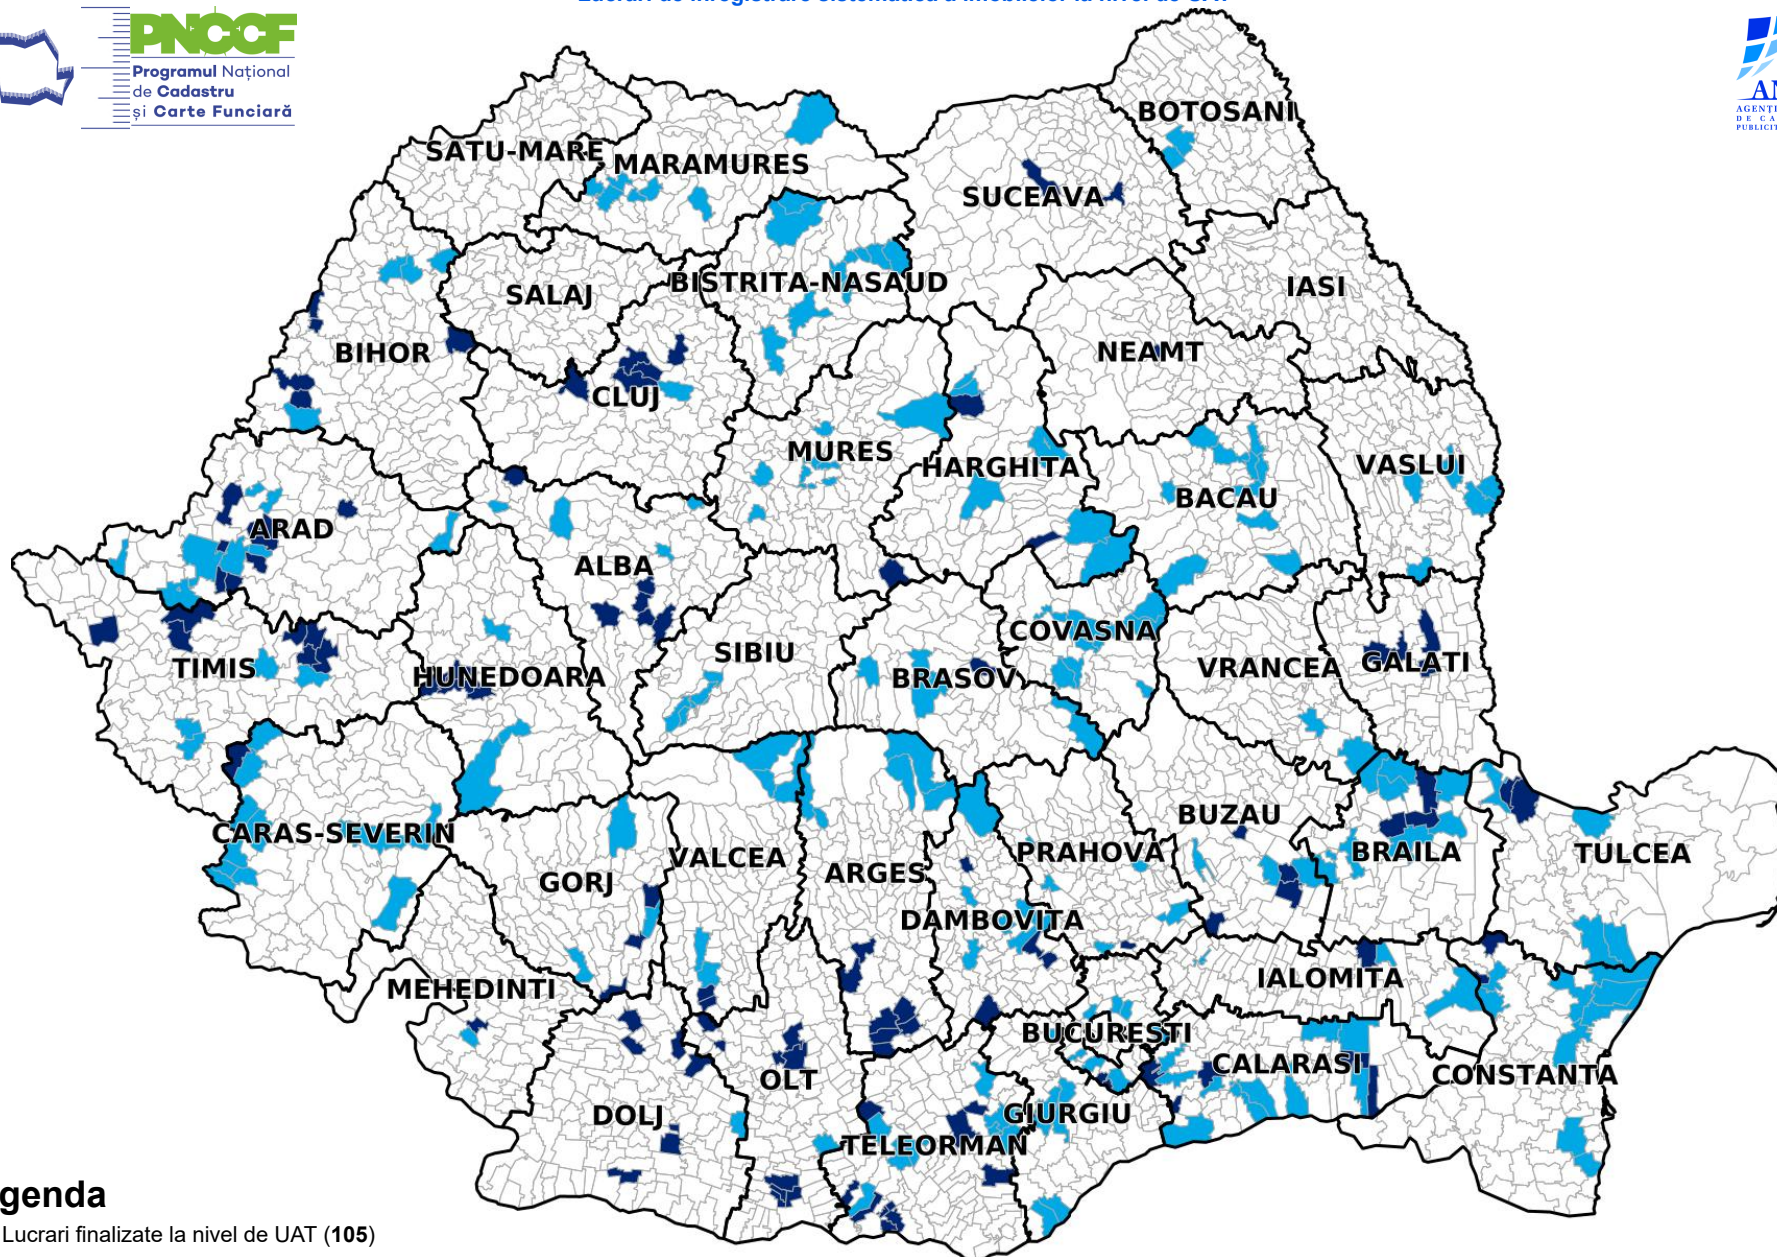 PNCCF
Programul Național
de Cadastru
și Carte Funciară
BOTOSANI
SATU-MARE
MARAMURES
SUCEAVA
BISTRITA-NASAUD
SALAJ
IASI
BIHOR
NEAMT
CLUJ
MURES
HARGHITA
VASLUI
BACAU
ARAD
ALBA
COVASNA
SIBIU
TIMIS
HUNEDOARA
BRASOV
VRANCEA
GALATI
BUZAU
CARAS-SEVERIN
VALCEA
PRAHOVA
BRAILA
TULCEA
GORJ
ARGES
DAMBOVITA
MEHEDINTI
IALOMITA
BUCURESTI
CALARASI
CONSTANTA
OLT
DOLJ
GIURGIU
TELEORMAN
genda
Lucrari finalizate la nivel de UAT (105)